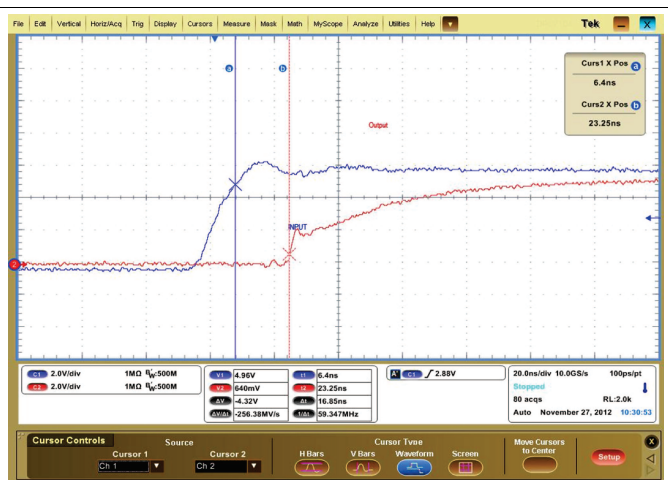 File Edit Vertical Horiz/Acq Trig Display Cursors Measure Mask Math MyScope Analyze Utilities Help Tek X
a b
Curs1 X Pos a
6.4ns
Curs2 X Pos b
23.25ns
Output
INPUT
2
C1 2.0V/div 1MΩ BW:500M
C2 2.0V/div 1MΩ BW:500M
V1 4.96V t1 6.4ns
V2 640mV t2 23.25ns
ΔV -4.32V Δt 16.85ns
ΔV/Δt -256.38MV/s 1/Δt 59.347MHz
A' C1 2.88V
20.0ns/div 10.0GS/s 100ps/pt
Stopped
80 acqs RL:2.0k
Auto November 27, 2012 10:30:53
Cursor Controls
Source
Cursor 1 Cursor 2
Ch 1 Ch 2
Cursor Type
H Bars V Bars Waveform Screen
Move Cursors
to Center
Setup
X